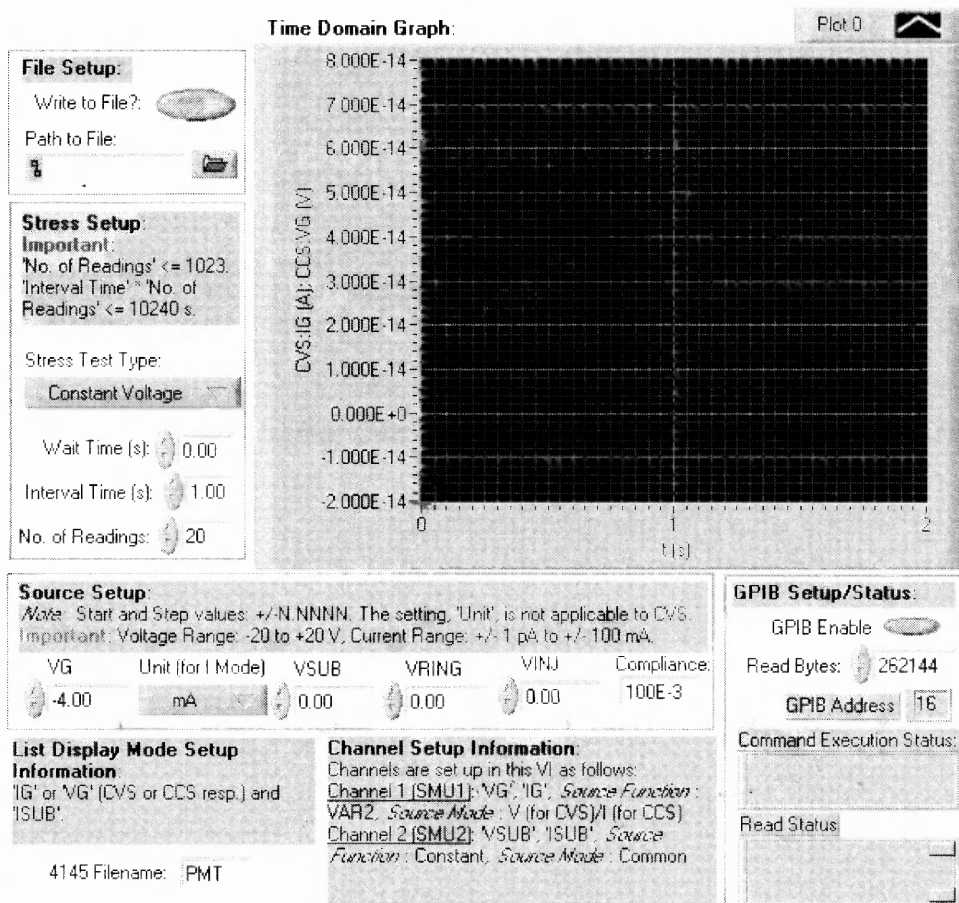 Time Domain Graph:
Plot 0
File Setup:
Write to File?:
Path to File:
Stress Setup:
Important:
'No. of Readings' <= 1023.
'Interval Time' * 'No. of
Readings' <= 10240 s.
Stress Test Type:
Constant Voltage
Wait Time (s): 0.00
Interval Time (s): 1.00
No. of Readings: 20
CVS:IG (A); CCS:VG (V)
8.000E-14
7.000E-14
6.000E-14
5.000E-14
4.000E-14
3.000E-14
2.000E-14
1.000E-14
0.000E+0
-1.000E-14
-2.000E-14
0 1 2
t (s)
Source Setup:
Note: Start and Step values: +/-N.NNNN. The setting, 'Unit', is not applicable to CVS.
Important: Voltage Range: -20 to +20 V, Current Range: +/- 1 pA to +/- 100 mA.
VG Unit (for I Mode) VSUB VRING VINJ Compliance:
-4.00 mA 0.00 0.00 0.00 100E-3
GPIB Setup/Status:
GPIB Enable
Read Bytes: 262144
GPIB Address 16
Command Execution Status:
Read Status
List Display Mode Setup
Information:
'IG' or 'VG' (CVS or CCS resp.) and
'ISUB'.
4145 Filename: PMT
Channel Setup Information:
Channels are set up in this VI as follows:
Channel 1 (SMU1): 'VG', 'IG', Source Function :
VAR2, Source Mode : V (for CVS)/I (for CCS)
Channel 2 (SMU2): 'VSUB', 'ISUB', Source
Function : Constant, Source Mode : Common